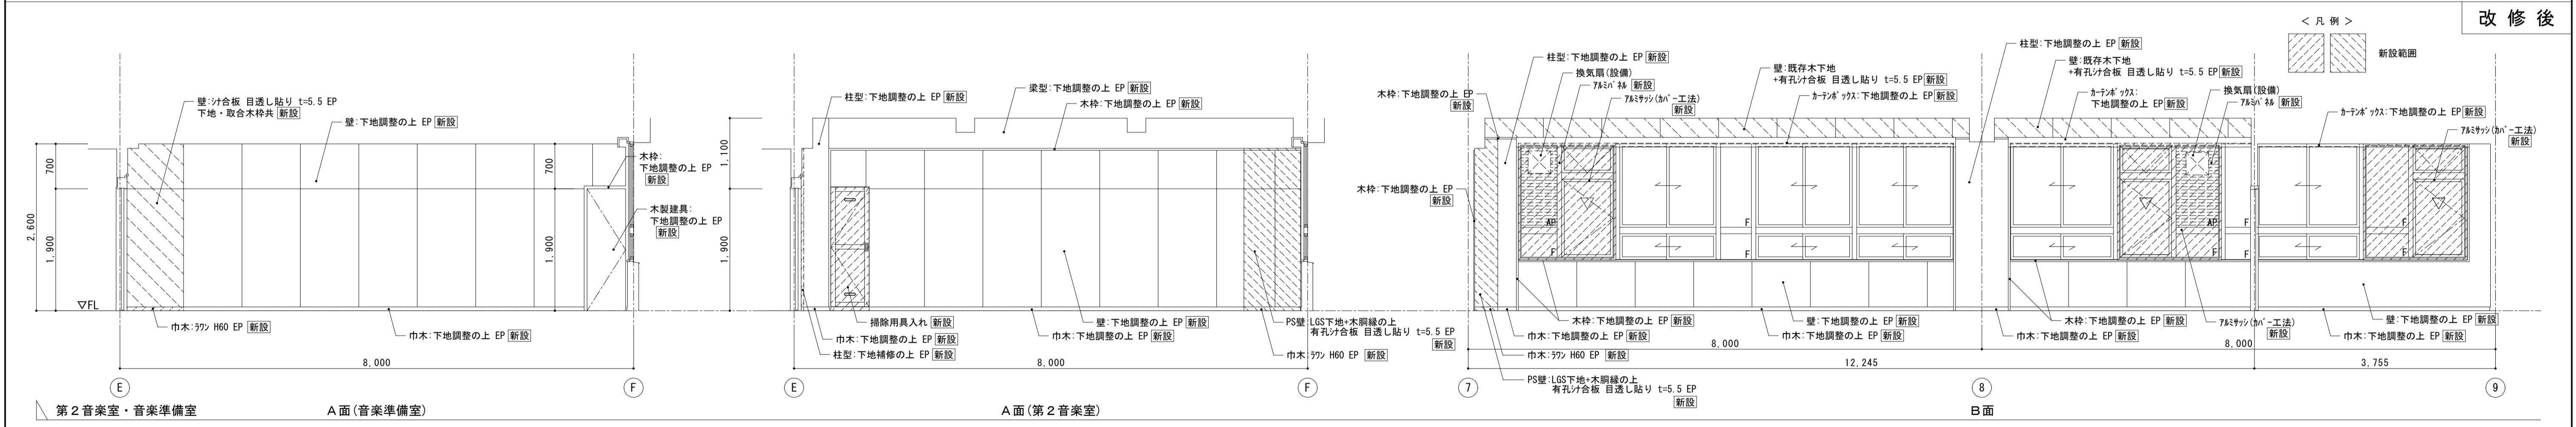 改修後
＜凡例＞
新設範囲
壁:ｼﾅ合板 目透し貼り t=5.5 EP
下地・取合木枠共 新設
壁:下地調整の上 EP 新設
木枠:
下地調整の上 EP
新設
木製建具:
下地調整の上 EP
新設
700
1,900
2,600
700
1,900
▽FL
巾木:ﾗﾜﾝ H60 EP 新設
巾木:下地調整の上 EP 新設
8,000
E
F
第２音楽室・音楽準備室
Ａ面(音楽準備室)
柱型:下地調整の上 EP 新設
梁型:下地調整の上 EP 新設
木枠:下地調整の上 EP 新設
1,100
1,900
掃除用具入れ 新設
巾木:下地調整の上 EP 新設
柱型:下地補修の上 EP 新設
壁:下地調整の上 EP 新設
巾木:下地調整の上 EP 新設
PS壁:LGS下地+木胴縁の上
有孔ｼﾅ合板 目透し貼り t=5.5 EP
新設
巾木:ﾗﾜﾝ H60 EP 新設
8,000
E
F
Ａ面(第２音楽室)
柱型:下地調整の上 EP 新設
換気扇(設備)
ｱﾙﾐﾊﾟﾈﾙ 新設
ｱﾙﾐｻｯｼ(ｶﾊﾞｰ工法)
新設
木枠:下地調整の上 EP
新設
木枠:下地調整の上 EP
新設
壁:既存木下地
+有孔ｼﾅ合板 目透し貼り t=5.5 EP 新設
ｶｰﾃﾝﾎﾞｯｸｽ:下地調整の上 EP 新設
柱型:下地調整の上 EP 新設
壁:既存木下地
+有孔ｼﾅ合板 目透し貼り t=5.5 EP 新設
ｶｰﾃﾝﾎﾞｯｸｽ:
下地調整の上 EP 新設
換気扇(設備)
ｱﾙﾐﾊﾟﾈﾙ 新設
ｶｰﾃﾝﾎﾞｯｸｽ:下地調整の上 EP 新設
ｱﾙﾐｻｯｼ(ｶﾊﾞｰ工法)
新設
AP
F
F
F
AP
F
F
F
F
F
木枠:下地調整の上 EP 新設
巾木:下地調整の上 EP 新設
巾木:ﾗﾜﾝ H60 EP 新設
PS壁:LGS下地+木胴縁の上
有孔ｼﾅ合板 目透し貼り t=5.5 EP
新設
壁:下地調整の上 EP 新設
巾木:下地調整の上 EP 新設
木枠:下地調整の上 EP 新設
巾木:下地調整の上 EP 新設
ｱﾙﾐｻｯｼ(ｶﾊﾞｰ工法)
新設
壁:下地調整の上 EP 新設
巾木:下地調整の上 EP 新設
8,000
8,000
12,245
3,755
7
8
9
Ｂ面